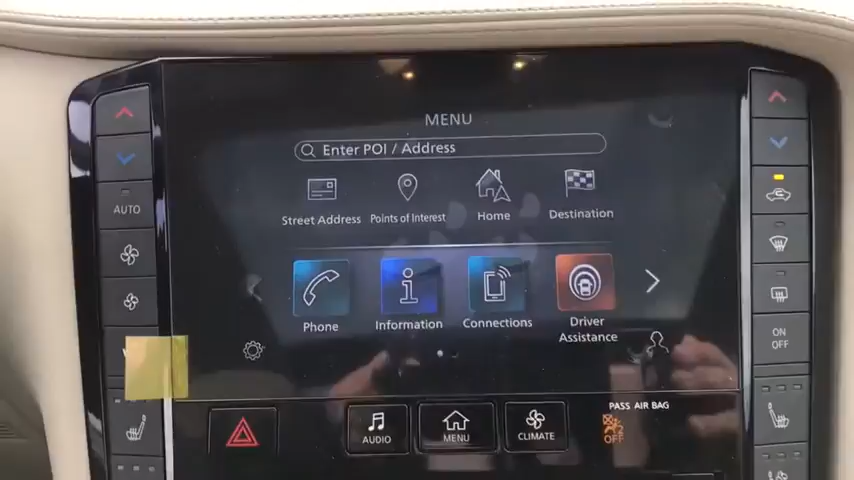 MENU
Enter POI / Address
Street Address
Points of Interest
Home
Destination
AUTO
Phone
Information
Connections
Driver
Assistance
ON
OFF
PASS AIR BAG
OFF
AUDIO
MENU
CLIMATE